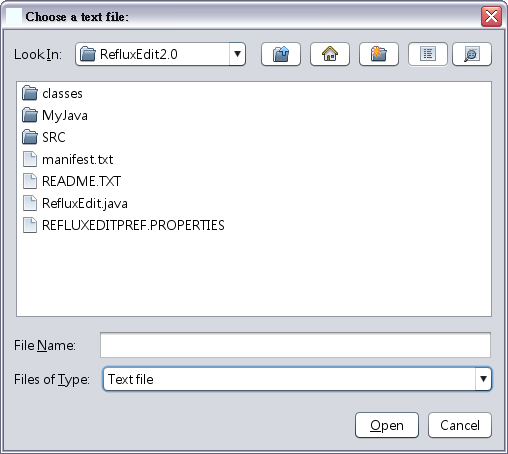 Choose a text file:
Look In: RefluxEdit2.0
classes
MyJava
SRC
manifest.txt
README.TXT
RefluxEdit.java
REFLUXEDITPREF.PROPERTIES
File Name:
Files of Type: Text file
Open Cancel